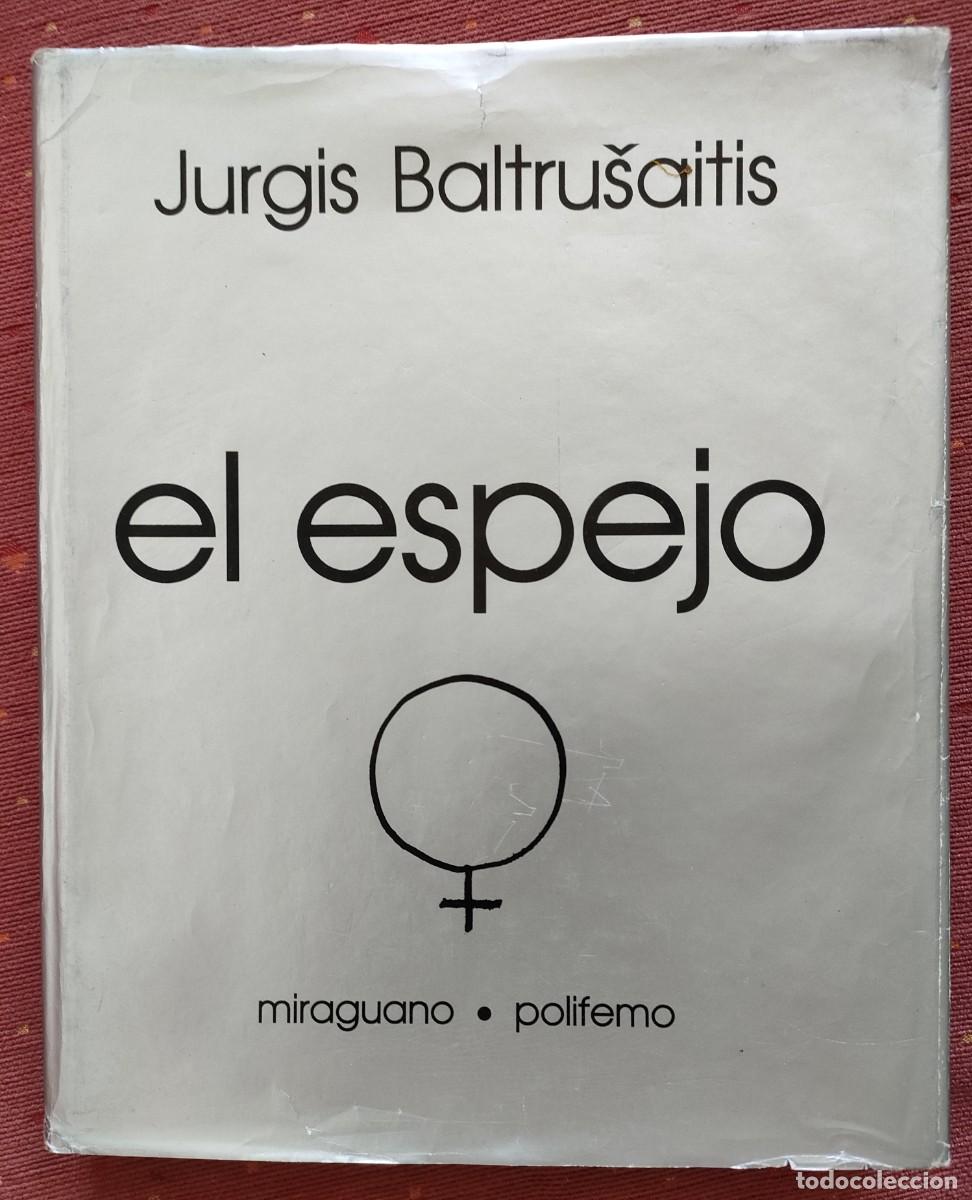 Jurgis Baltrušaitis
el espejo
miraguano • polifemo
todocoleccion